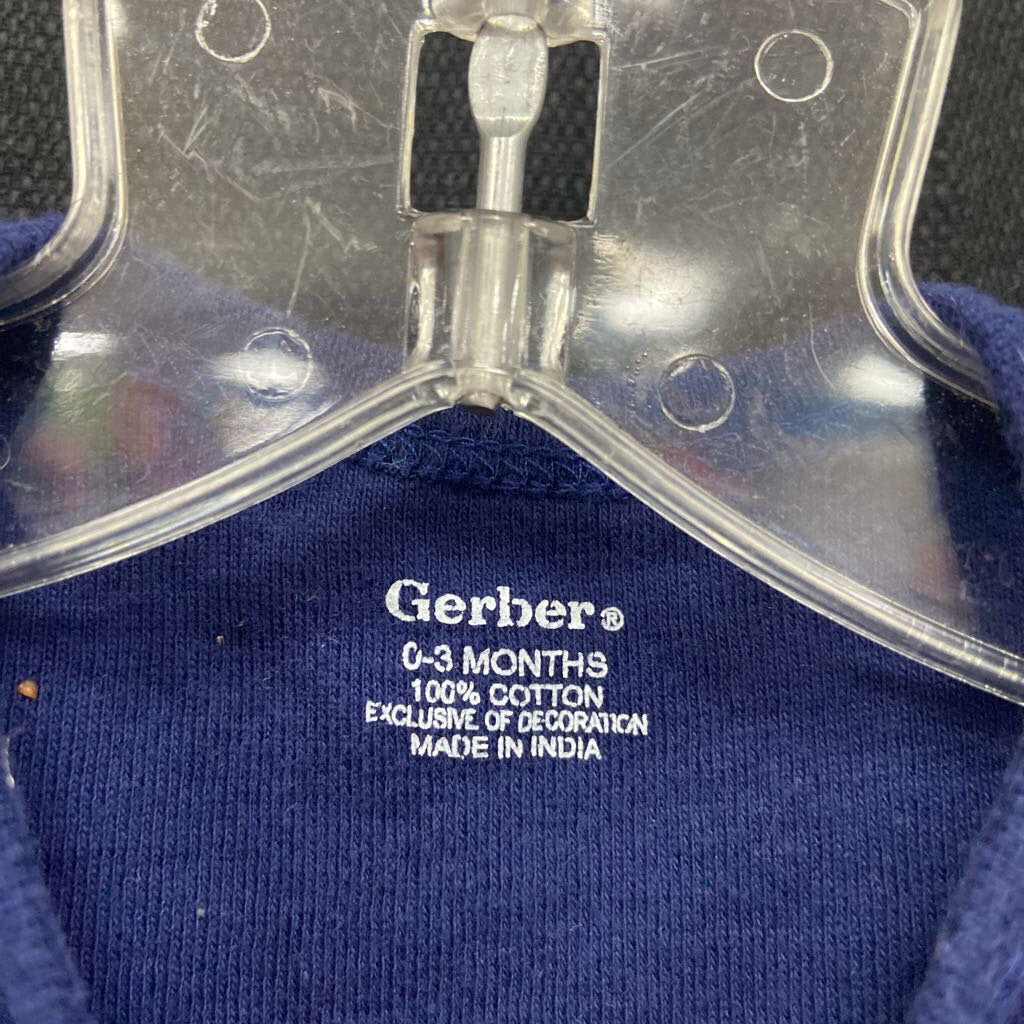 Gerber®
0-3 MONTHS
100% COTTON
EXCLUSIVE OF DECORATION
MADE IN INDIA